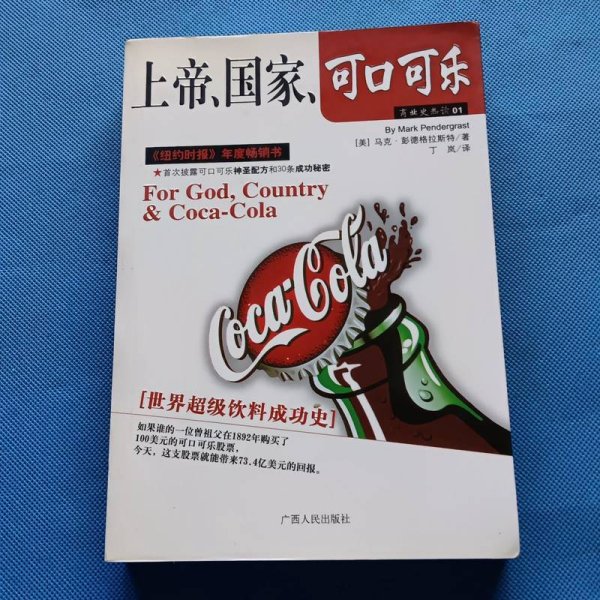 上帝、国家、可口可乐
商业史悬谈 01
By Mark Pendergrast
[美] 马克·彭德格拉斯特/著
丁 岚/译
《纽约时报》年度畅销书
★首次披露可口可乐神圣配方和30条成功秘密
For God, Country
& Coca-Cola
Coca-Cola
[世界超级饮料成功史]
如果谁的一位曾祖父在1892年购买了
100美元的可口可乐股票，
今天，这支股票就能带来73.4亿美元的回报。
广西人民出版社